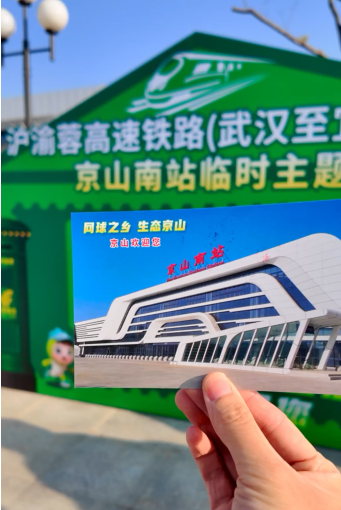 沪渝蓉高速铁路(武汉至宜
京山南站临时主题
网球之乡 生态京山
京山欢迎您
京山南站